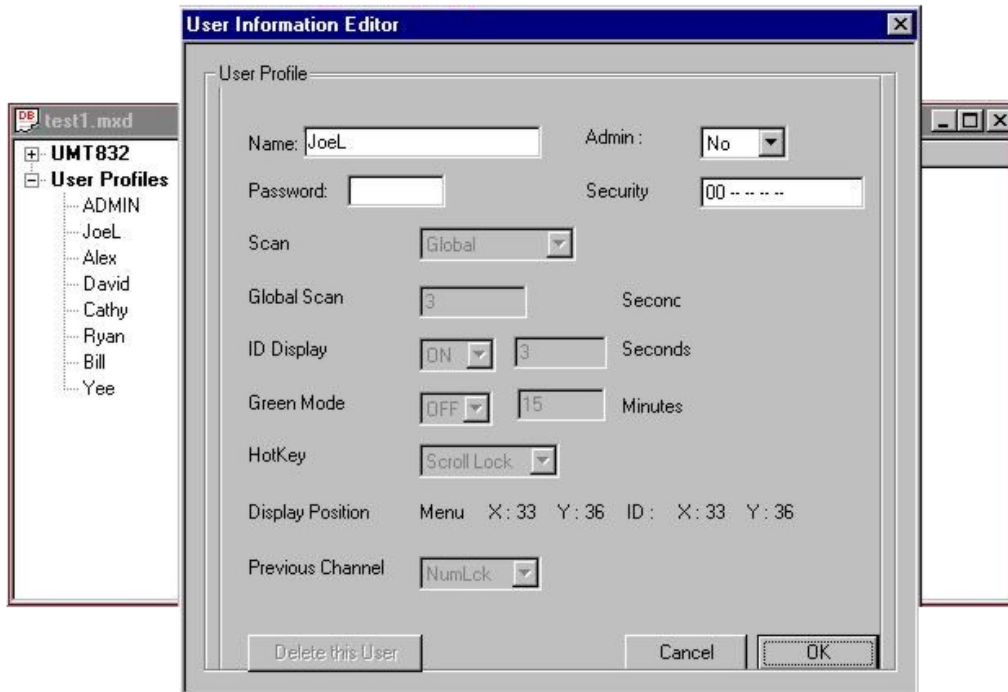 User Information Editor
User Profile
test1.mxd
UMT832
User Profiles
ADMIN
JoeL
Alex
David
Cathy
Ryan
Bill
Yee
Name: JoeL Admin : No
Password: Security 00 -- -- -- --
Scan Global
Global Scan 3 Second
ID Display ON 3 Seconds
Green Mode OFF 15 Minutes
HotKey Scroll Lock
Display Position Menu X : 33 Y : 36 ID : X : 33 Y : 36
Previous Channel NumLck
Delete this User Cancel OK